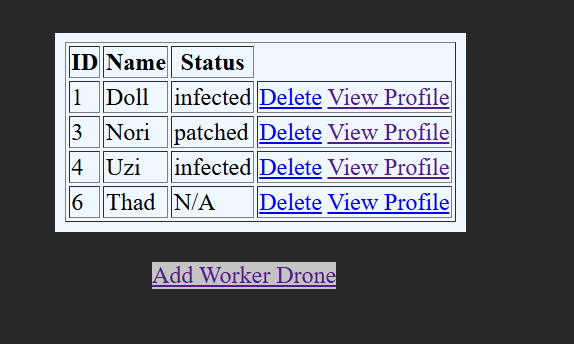 ID Name Status
1 Doll infected Delete View Profile
3 Nori patched Delete View Profile
4 Uzi infected Delete View Profile
6 Thad N/A Delete View Profile
Add Worker Drone